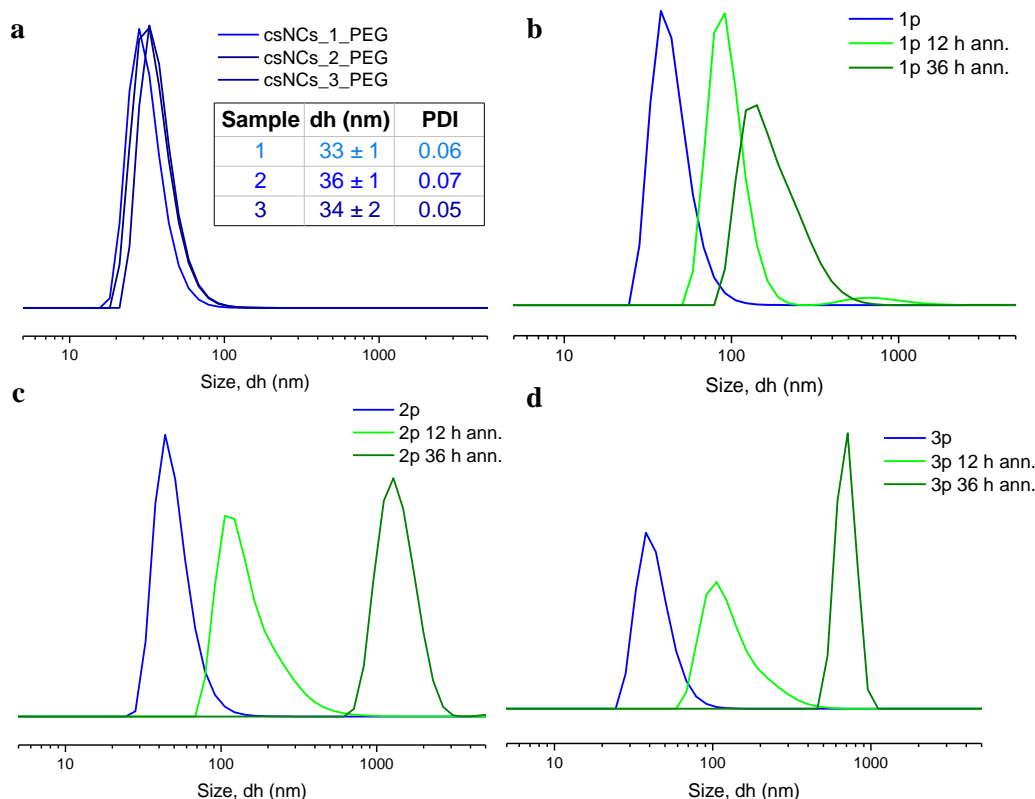 a
csNCs_1_PEG
csNCs_2_PEG
csNCs_3_PEG
Sample dh (nm) PDI
1 33 ± 1 0.06
2 36 ± 1 0.07
3 34 ± 2 0.05
10 100 1000
Size, dh (nm)
b
1p
1p 12 h ann.
1p 36 h ann.
10 100 1000
Size, dh (nm)
c
2p
2p 12 h ann.
2p 36 h ann.
10 100 1000
Size, dh (nm)
d
3p
3p 12 h ann.
3p 36 h ann.
10 100 1000
Size, dh (nm)